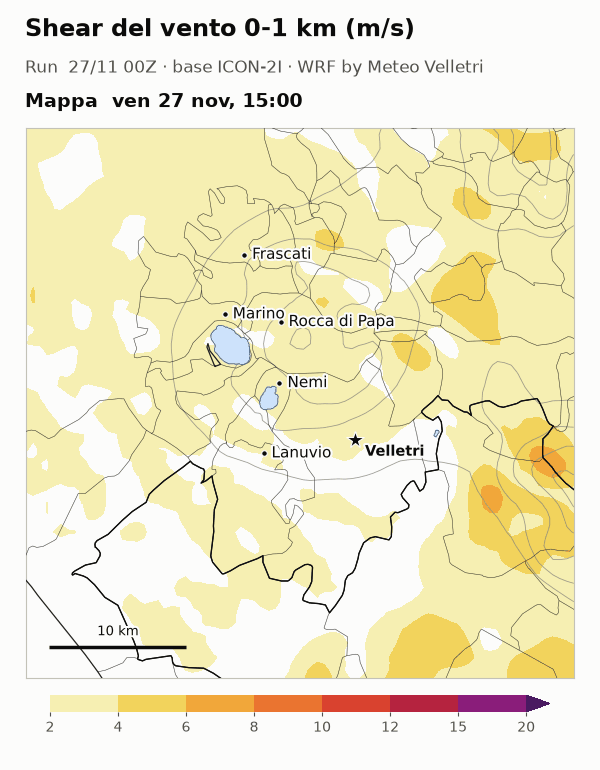 Shear del vento 0-1 km (m/s)
Run  27/11 00Z · base ICON-2I · WRF by Meteo Velletri
Mappa  ven 27 nov, 15:00
Frascati
Marino
Rocca di Papa
Nemi
Velletri
Lanuvio
10 km
2 4 6 8 10 12 15 20